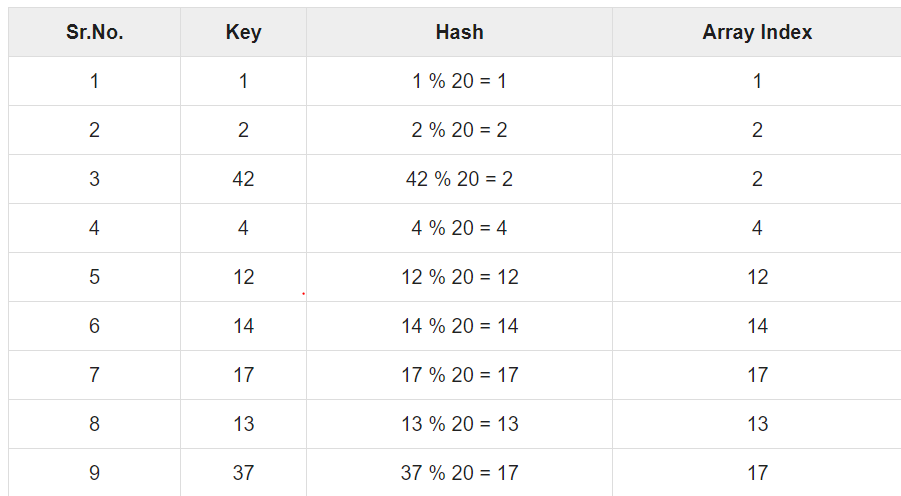 Sr.No. Key Hash Array Index
1 1 1 % 20 = 1 1
2 2 2 % 20 = 2 2
3 42 42 % 20 = 2 2
4 4 4 % 20 = 4 4
5 12 12 % 20 = 12 12
6 14 14 % 20 = 14 14
7 17 17 % 20 = 17 17
8 13 13 % 20 = 13 13
9 37 37 % 20 = 17 17